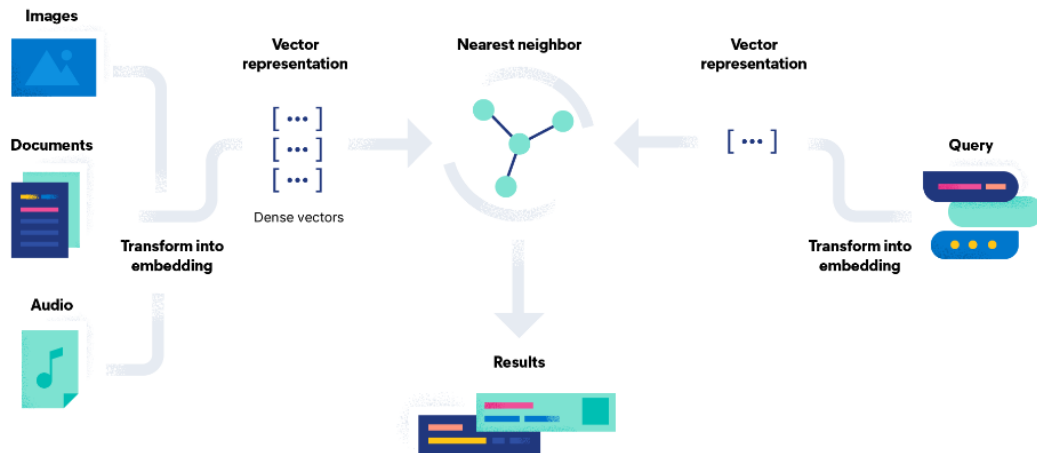 Images
Vector
representation
Nearest neighbor
Vector
representation
[ ••• ]
[ ••• ]
[ ••• ]
[ ••• ]
Documents
Query
Dense vectors
Transform into
embedding
Transform into
embedding
Audio
Results